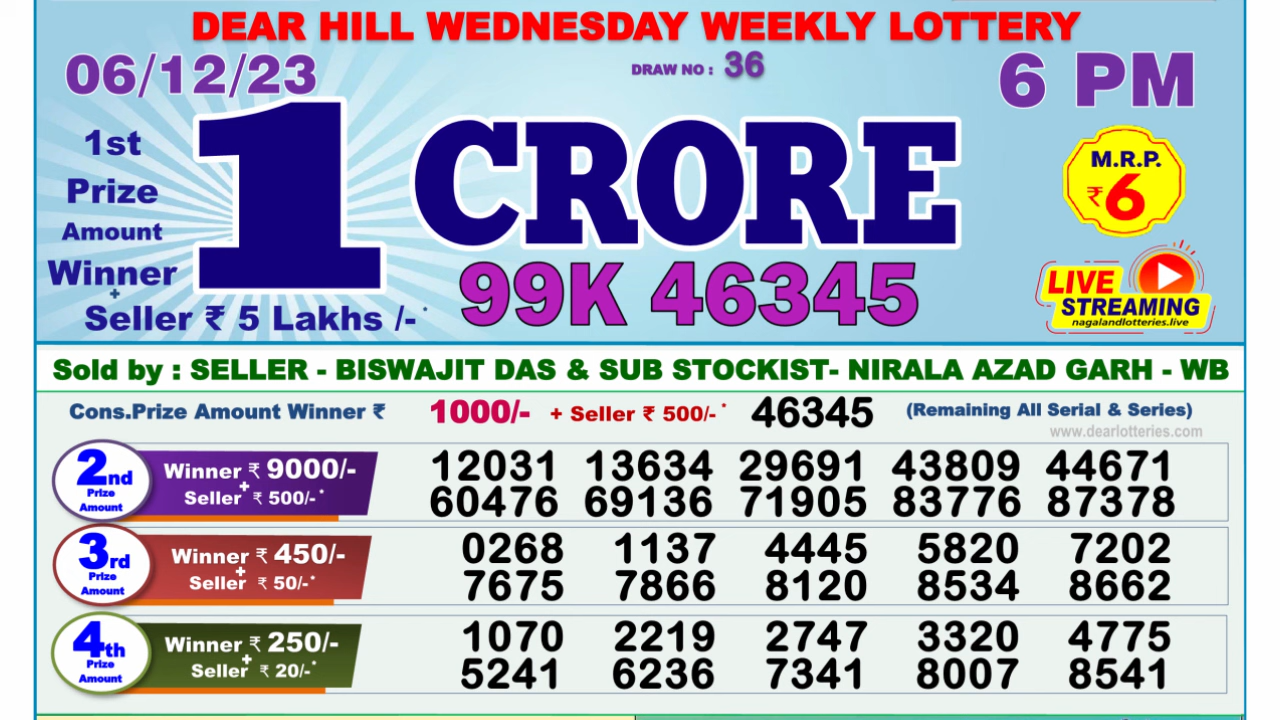 DEAR HILL WEDNESDAY WEEKLY LOTTERY
06/12/23
DRAW NO : 36
6 PM
1st
Prize
Amount
Winner
+
Seller ₹ 5 Lakhs /-*
1 CRORE
99K 46345
M.R.P.
₹6
LIVE
STREAMING
nagalandlotteries.live
Sold by : SELLER - BISWAJIT DAS & SUB STOCKIST- NIRALA AZAD GARH - WB
Cons.Prize Amount Winner ₹ 1000/- + Seller ₹ 500/-* 46345 (Remaining All Serial & Series)
www.dearlotteries.com
2nd
Prize
Amount
Winner ₹ 9000/-
+
Seller ₹ 500/-*
12031 13634 29691 43809 44671
60476 69136 71905 83776 87378
3rd
Prize
Amount
Winner ₹ 450/-
+
Seller ₹ 50/-*
0268 1137 4445 5820 7202
7675 7866 8120 8534 8662
4th
Prize
Amount
Winner ₹ 250/-
+
Seller ₹ 20/-*
1070 2219 2747 3320 4775
5241 6236 7341 8007 8541